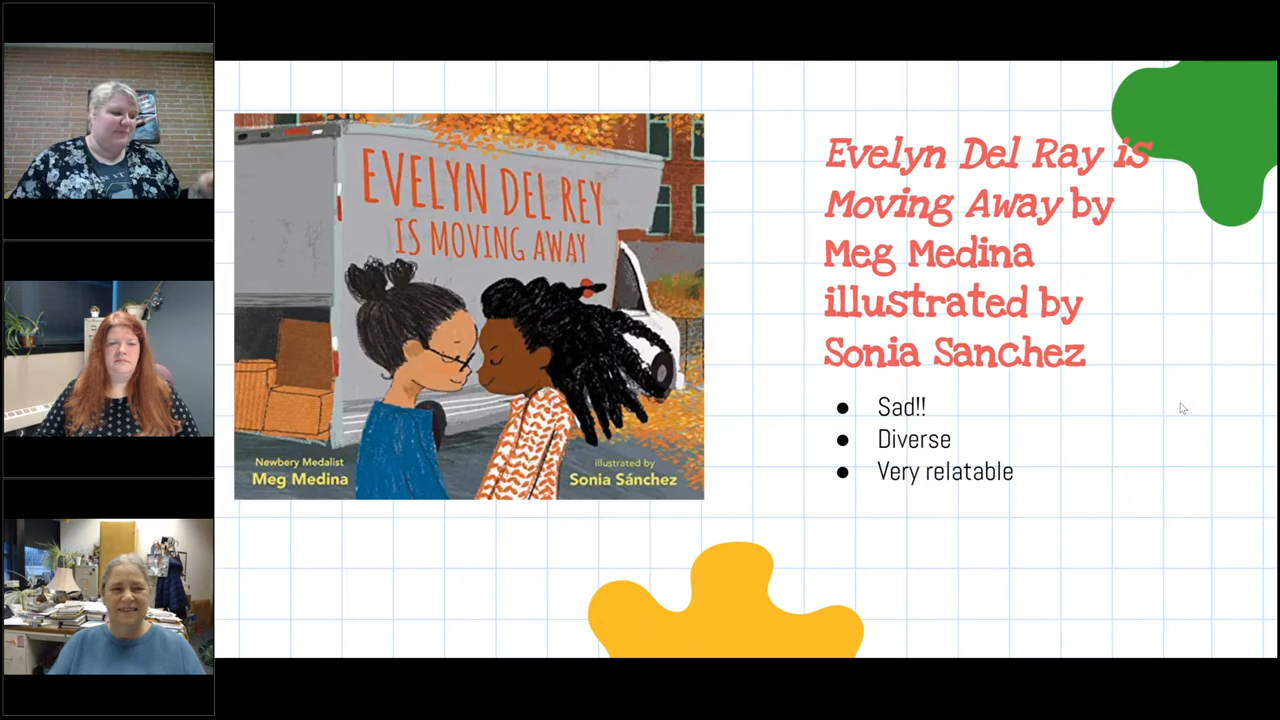 EVELYN DEL REY
IS MOVING AWAY
Newbery Medalist
Meg Medina
illustrated by
Sonia Sánchez
Evelyn Del Ray is
Moving Away by
Meg Medina
illustrated by
Sonia Sanchez
● Sad!!
● Diverse
● Very relatable